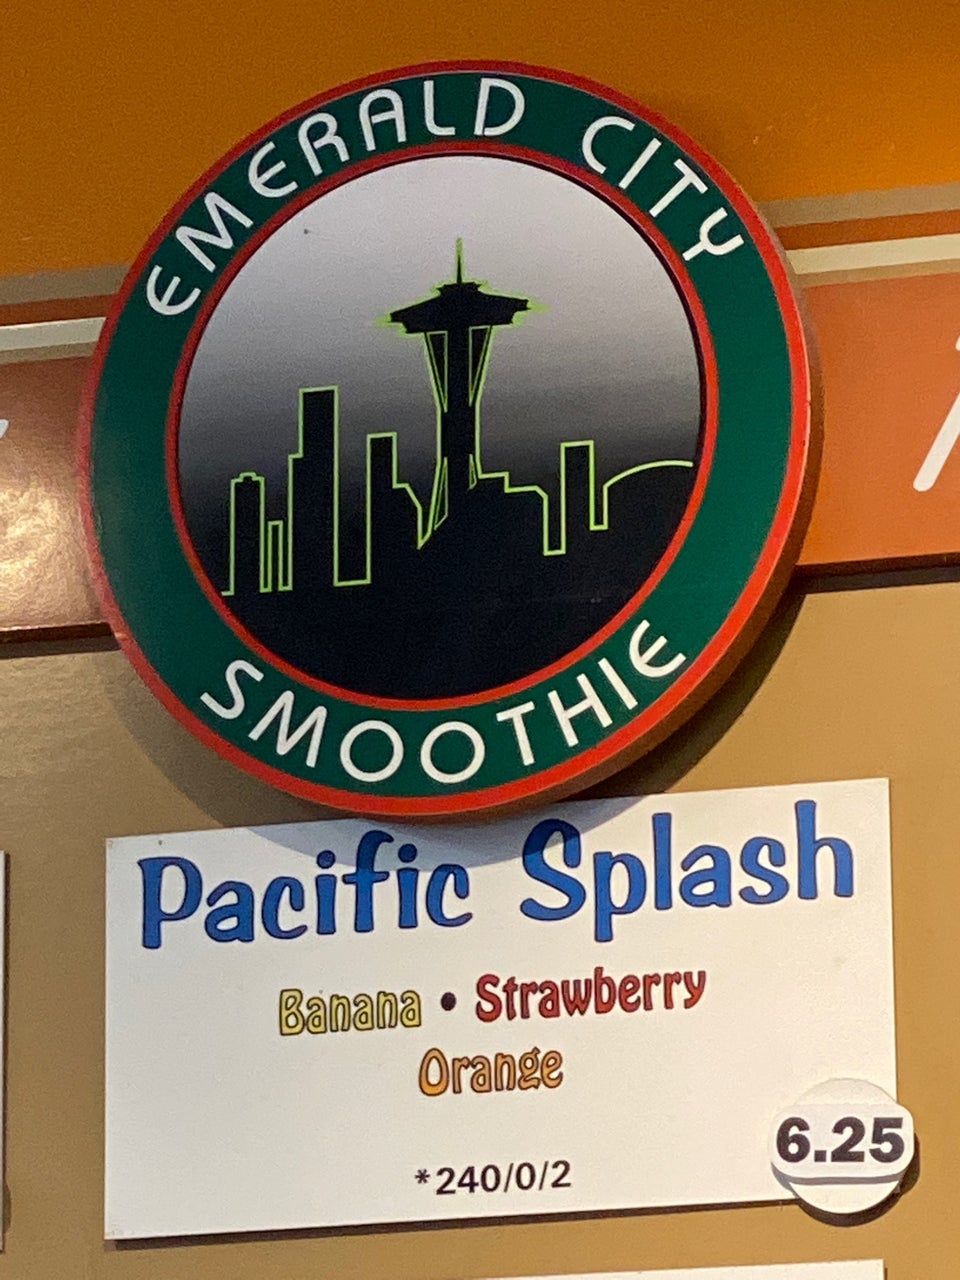 EMERALD CITY
SMOOTHIE
Pacific Splash
Banana • Strawberry
Orange
*240/0/2
6.25